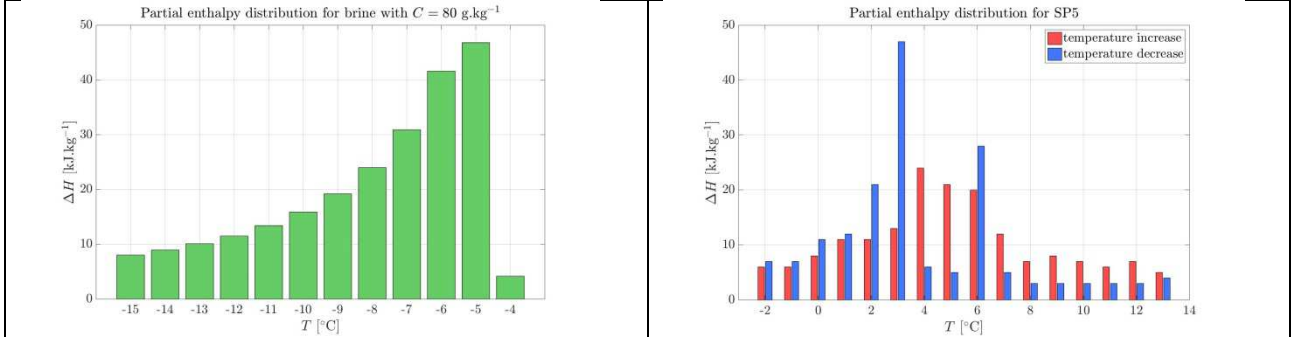 Partial enthalpy distribution for brine with C = 80 g.kg⁻¹
50
40
30
20
10
0
ΔH [kJ.kg⁻¹]
-15 -14 -13 -12 -11 -10 -9 -8 -7 -6 -5 -4
T [°C]
Partial enthalpy distribution for SP5
temperature increase
temperature decrease
50
40
30
20
10
0
ΔH [kJ.kg⁻¹]
-2 0 2 4 6 8 10 12 14
T [°C]